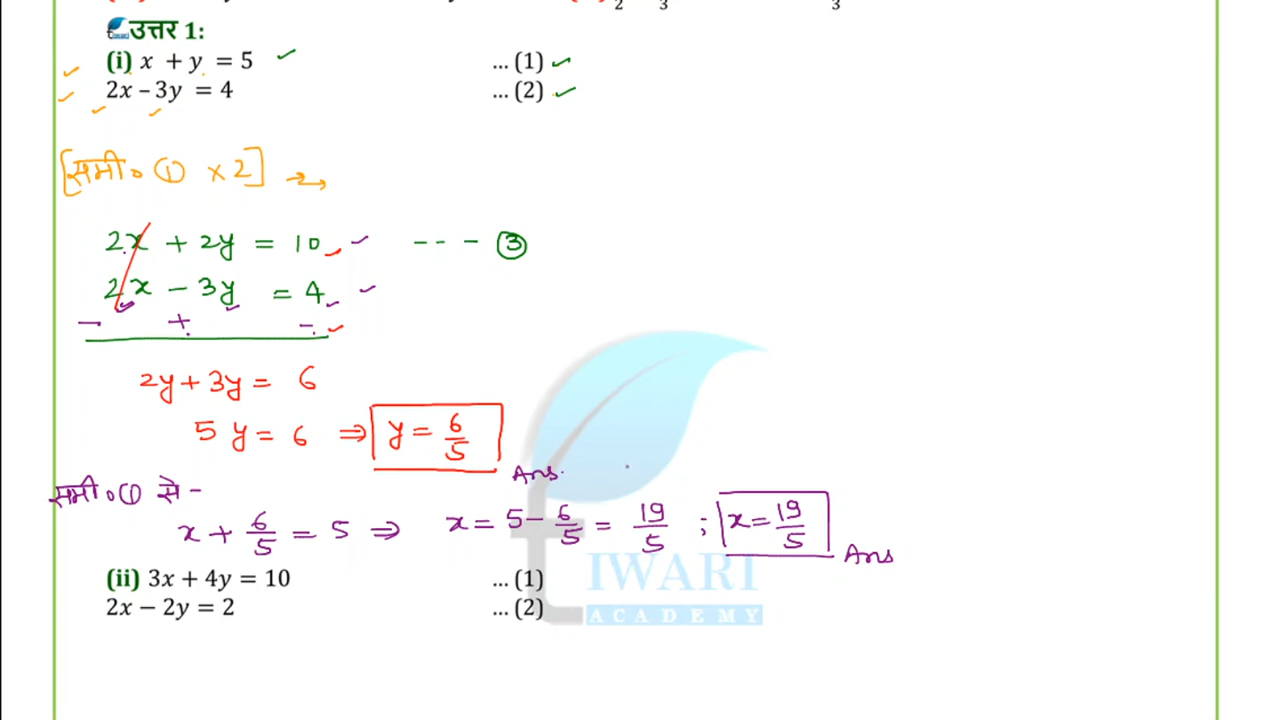 उत्तर 1:
(i) x + y = 5 ... (1)
2x – 3y = 4 ... (2)
[समी० ① × 2]
2x + 2y = 10 --- ③
2x – 3y = 4
– + –
2y + 3y = 6
5 y = 6 ⇒ y = 6/5
Ans.
समी० ① से –
x + 6/5 = 5 ⇒ x = 5 – 6/5 = 19/5 ; x = 19/5
Ans
(ii) 3x + 4y = 10 ... (1)
2x − 2y = 2 ... (2)
IWARI
ACADEMY